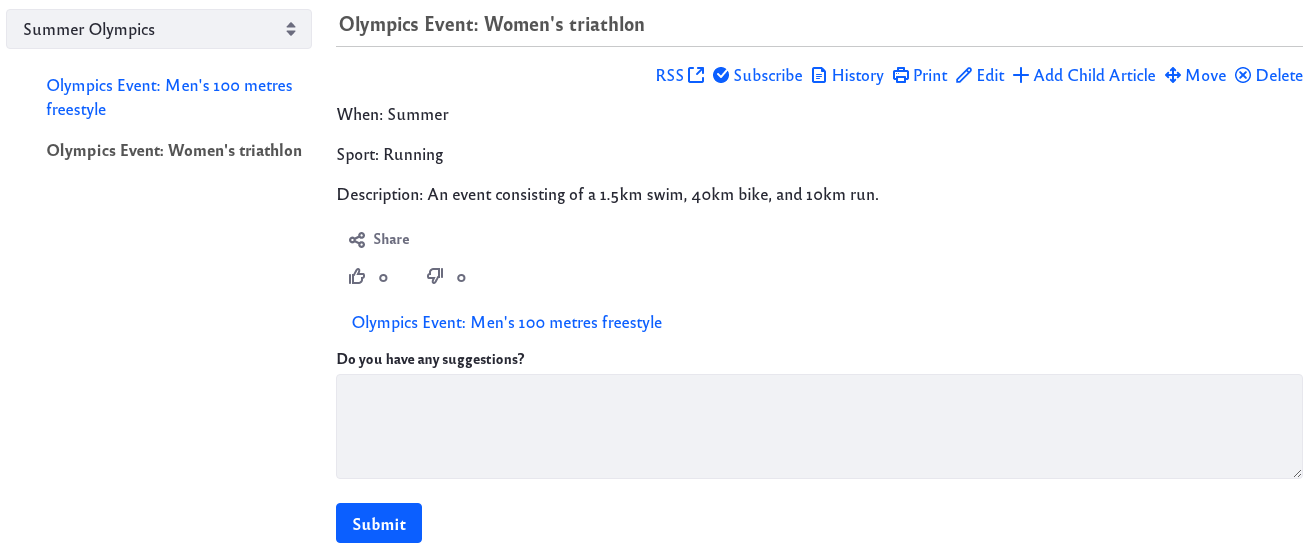 Summer Olympics
Olympics Event: Men's 100 metres
freestyle
Olympics Event: Women's triathlon
Olympics Event: Women's triathlon
RSS Subscribe History Print Edit Add Child Article Move Delete
When: Summer
Sport: Running
Description: An event consisting of a 1.5km swim, 40km bike, and 10km run.
Share
0 0
Olympics Event: Men's 100 metres freestyle
Do you have any suggestions?
Submit